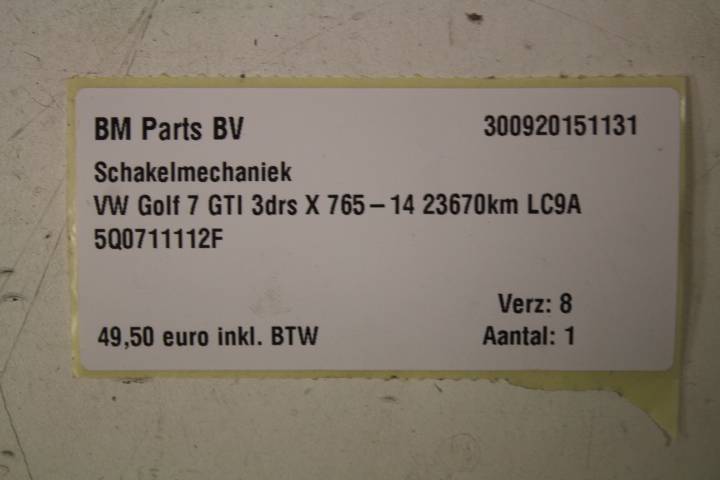 BM Parts BV 300920151131
Schakelmechaniek
VW Golf 7 GTI 3drs X 765-14 23670km LC9A
5Q0711112F
Verz: 8
49,50 euro inkl. BTW Aantal: 1